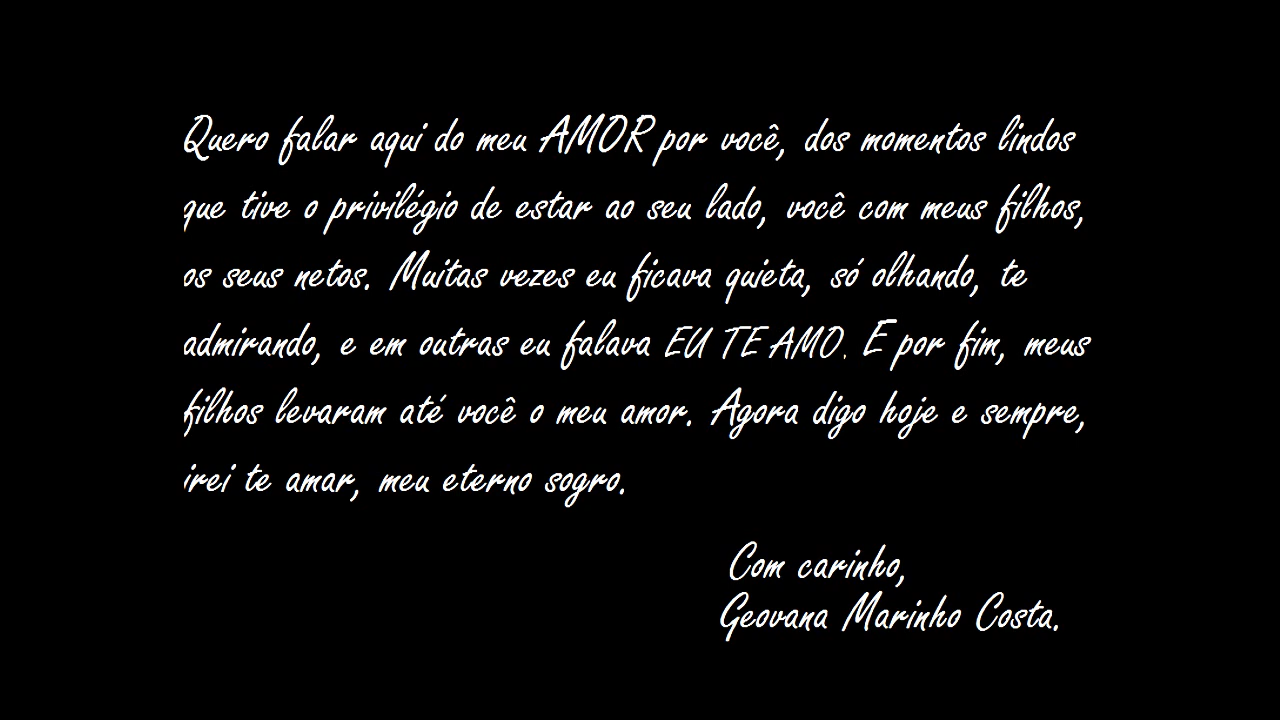 Quero falar aqui do meu AMOR por você, dos momentos lindos
que tive o privilégio de estar ao seu lado, você com meus filhos,
os seus netos. Muitas vezes eu ficava quieta, só olhando, te
admirando, e em outras eu falava EU TE AMO. E por fim, meus
filhos levaram até você o meu amor. Agora digo hoje e sempre,
irei te amar, meu eterno sogro.
Com carinho,
Geovana Marinho Costa.